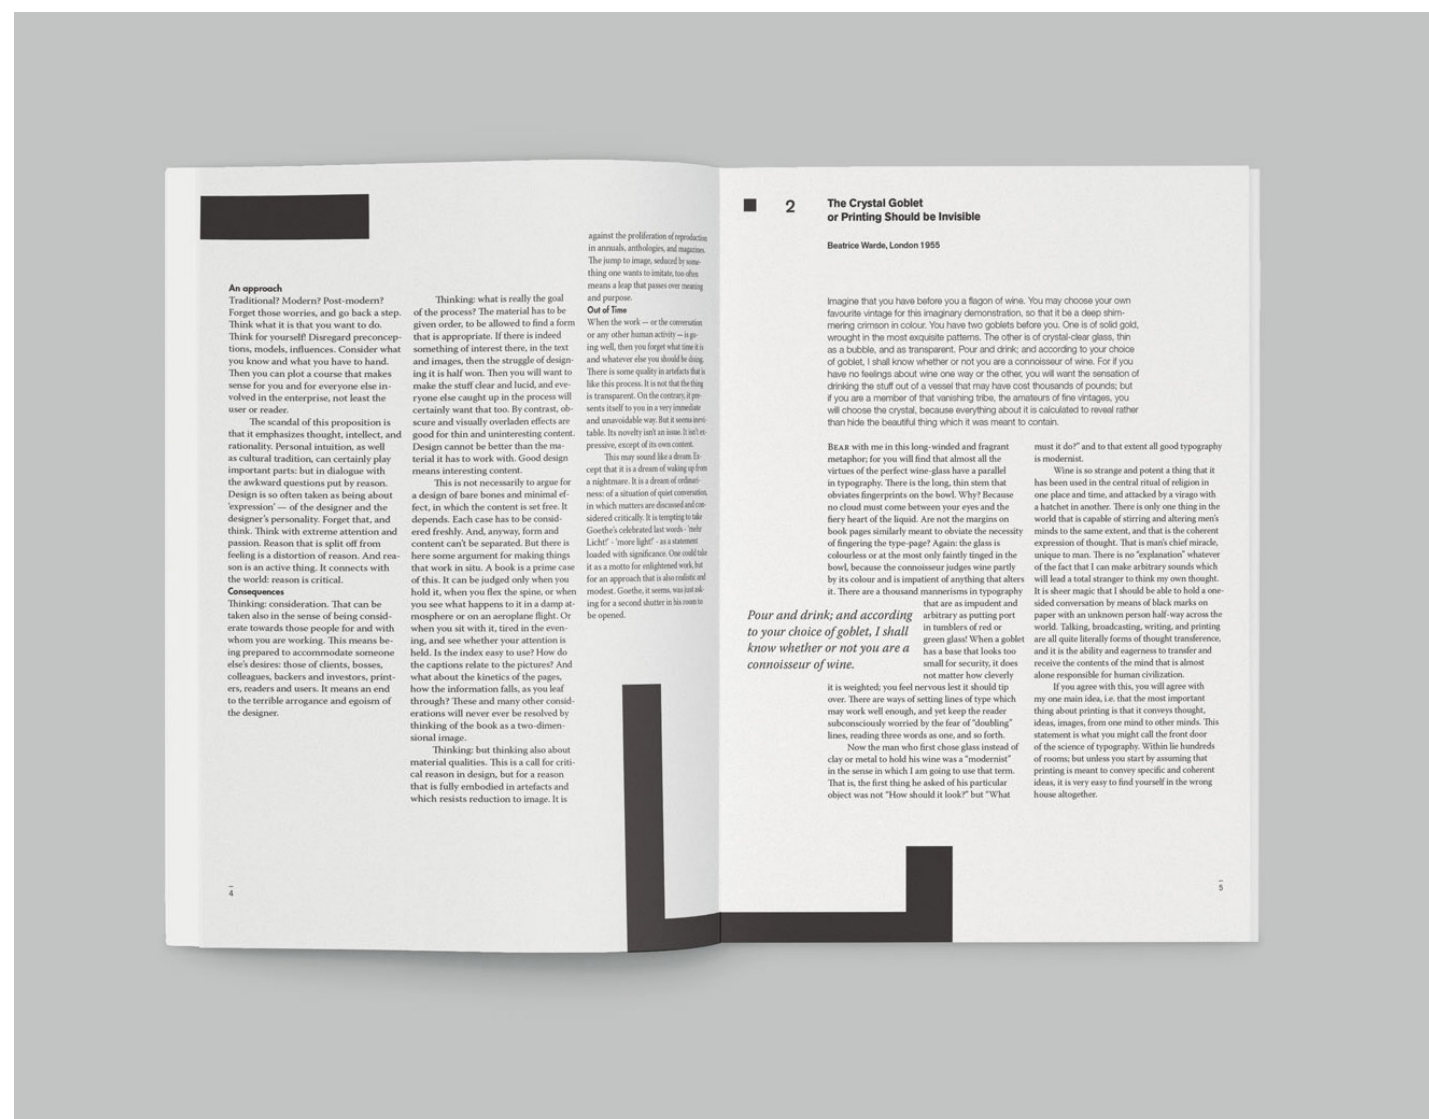 An approach
Traditional? Modern? Post-modern?
Forget those worries, and go back a step.
Think what it is that you want to do.
Think for yourself! Disregard preconcep-
tions, models, influences. Consider what
you know and what you have to hand.
Then you can plot a course that makes
sense for you and for everyone else in-
volved in the enterprise, not least the
user or reader.
The scandal of this proposition is
that it emphasizes thought, intellect, and
rationality. Personal intuition, as well
as cultural tradition, can certainly play
important parts: but in dialogue with
the awkward questions put by reason.
Design is so often taken as being about
'expression' — of the designer and the
designer's personality. Forget that, and
think. Think with extreme attention and
passion. Reason that is split off from
feeling is a distortion of reason. And rea-
son is an active thing. It connects with
the world: reason is critical.
Consequences
Thinking: consideration. That can be
taken also in the sense of being consid-
erate towards those people for and with
whom you are working. This means be-
ing prepared to accommodate someone
else's desires: those of clients, bosses,
colleagues, backers and investors, print-
ers, readers and users. It means an end
to the terrible arrogance and egoism of
the designer.
Thinking: what is really the goal
of the process? The material has to be
given order, to be allowed to find a form
that is appropriate. If there is indeed
something of interest there, in the text
and images, then the struggle of design-
ing it is half won. Then you will want to
make the stuff clear and lucid, and eve-
ryone else caught up in the process will
certainly want that too. By contrast, ob-
scure and visually overladen effects are
good for thin and uninteresting content.
Design cannot be better than the ma-
terial it has to work with. Good design
means interesting content.
This is not necessarily to argue for
a design of bare bones and minimal ef-
fect, in which the content is set free. It
depends. Each case has to be consid-
ered freshly. And, anyway, form and
content can't be separated. But there is
here some argument for making things
that work in situ. A book is a prime case
of this. It can be judged only when you
hold it, when you flex the spine, or when
you see what happens to it in a damp at-
mosphere or on an aeroplane flight. Or
when you sit with it, tired in the even-
ing, and see whether your attention is
held. Is the index easy to use? How do
the captions relate to the pictures? And
what about the kinetics of the pages,
how the information falls, as you leaf
through? These and many other consid-
erations will never ever be resolved by
thinking of the book as a two-dimen-
sional image.
Thinking: but thinking also about
material qualities. This is a call for criti-
cal reason in design, but for a reason
that is fully embodied in artefacts and
which resists reduction to image. It is
against the proliferation of reproduction
in annuals, anthologies, and magazines.
The jump to image, seduced by some-
thing one wants to imitate, too often
means a leap that passes over meaning
and purpose.
Out of Time
When the work — or the conversation
or any other human activity — is go-
ing well, then you forget what time it is
and whatever else you should be doing.
There is some quality in artefacts that is
like this process. It is not that the thing
is transparent. On the contrary, it pre-
sents itself to you in a very immediate
and unavoidable way. But it seems inevi-
table. Its novelty isn't an issue. It isn't ex-
pressive, except of its own content.
This may sound like a dream. Ex-
cept that it is a dream of waking up from
a nightmare. It is a dream of ordinari-
ness: of a situation of quiet conversation,
in which matters are discussed and con-
sidered critically. It is tempting to take
Goethe's celebrated last words - 'mehr
Licht!' - 'more light!' - as a statement
loaded with significance. One could take
it as a motto for enlightened work, but
for an approach that is also realistic and
modest. Goethe, it seems, was just ask-
ing for a second shutter in his room to
be opened.
4
2
The Crystal Goblet
or Printing Should be Invisible
Beatrice Warde, London 1955
Imagine that you have before you a flagon of wine. You may choose your own
favourite vintage for this imaginary demonstration, so that it be a deep shim-
mering crimson in colour. You have two goblets before you. One is of solid gold,
wrought in the most exquisite patterns. The other is of crystal-clear glass, thin
as a bubble, and as transparent. Pour and drink; and according to your choice
of goblet, I shall know whether or not you are a connoisseur of wine. For if you
have no feelings about wine one way or the other, you will want the sensation of
drinking the stuff out of a vessel that may have cost thousands of pounds; but
if you are a member of that vanishing tribe, the amateurs of fine vintages, you
will choose the crystal, because everything about it is calculated to reveal rather
than hide the beautiful thing which it was meant to contain.
BEAR with me in this long-winded and fragrant
metaphor; for you will find that almost all the
virtues of the perfect wine-glass have a parallel
in typography. There is the long, thin stem that
obviates fingerprints on the bowl. Why? Because
no cloud must come between your eyes and the
fiery heart of the liquid. Are not the margins on
book pages similarly meant to obviate the necessity
of fingering the type-page? Again: the glass is
colourless or at the most only faintly tinged in the
bowl, because the connoisseur judges wine partly
by its colour and is impatient of anything that alters
it. There are a thousand mannerisms in typography
that are as impudent and
arbitrary as putting port
in tumblers of red or
green glass! When a goblet
has a base that looks too
small for security, it does
not matter how cleverly
it is weighted; you feel nervous lest it should tip
over. There are ways of setting lines of type which
may work well enough, and yet keep the reader
subconsciously worried by the fear of "doubling"
lines, reading three words as one, and so forth.
Now the man who first chose glass instead of
clay or metal to hold his wine was a "modernist"
in the sense in which I am going to use that term.
That is, the first thing he asked of his particular
object was not "How should it look?" but "What
Pour and drink; and according
to your choice of goblet, I shall
know whether or not you are a
connoisseur of wine.
must it do?" and to that extent all good typography
is modernist.
Wine is so strange and potent a thing that it
has been used in the central ritual of religion in
one place and time, and attacked by a virago with
a hatchet in another. There is only one thing in the
world that is capable of stirring and altering men's
minds to the same extent, and that is the coherent
expression of thought. That is man's chief miracle,
unique to man. There is no "explanation" whatever
of the fact that I can make arbitrary sounds which
will lead a total stranger to think my own thought.
It is sheer magic that I should be able to hold a one-
sided conversation by means of black marks on
paper with an unknown person half-way across the
world. Talking, broadcasting, writing, and printing
are all quite literally forms of thought transference,
and it is the ability and eagerness to transfer and
receive the contents of the mind that is almost
alone responsible for human civilization.
If you agree with this, you will agree with
my one main idea, i.e. that the most important
thing about printing is that it conveys thought,
ideas, images, from one mind to other minds. This
statement is what you might call the front door
of the science of typography. Within lie hundreds
of rooms; but unless you start by assuming that
printing is meant to convey specific and coherent
ideas, it is very easy to find yourself in the wrong
house altogether.
5